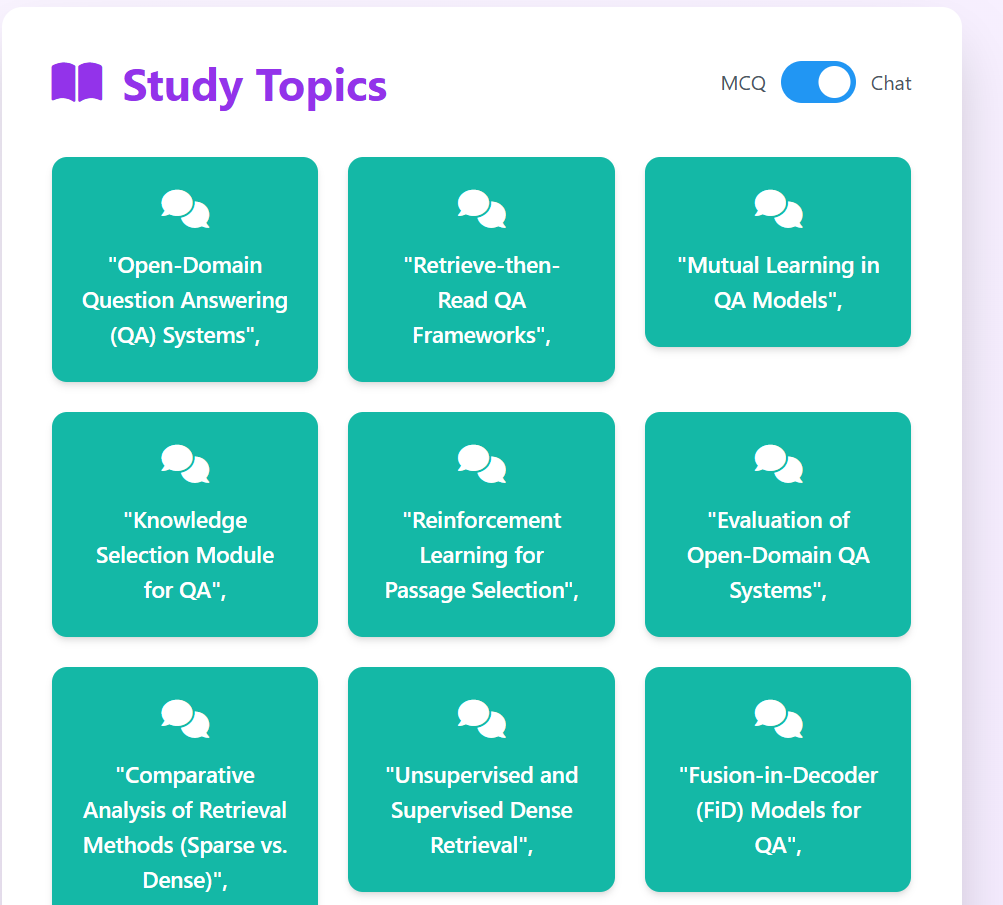 Study Topics
MCQ
Chat
"Open-Domain
Question Answering
(QA) Systems",
"Retrieve-then-
Read QA
Frameworks",
"Mutual Learning in
QA Models",
"Knowledge
Selection Module
for QA",
"Reinforcement
Learning for
Passage Selection",
"Evaluation of
Open-Domain QA
Systems",
"Comparative
Analysis of Retrieval
Methods (Sparse vs.
Dense)",
"Unsupervised and
Supervised Dense
Retrieval",
"Fusion-in-Decoder
(FiD) Models for
QA",